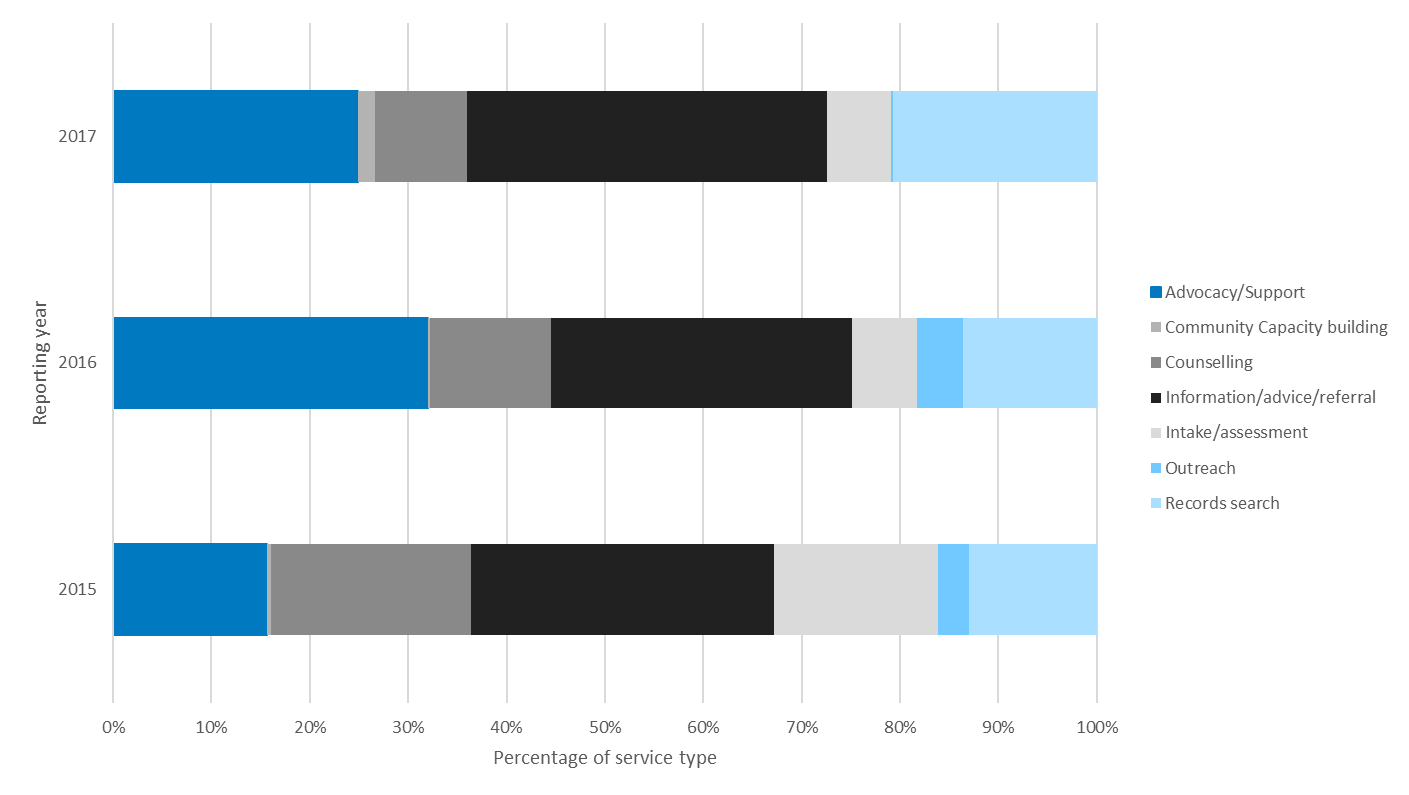 2017
2016
2015
Reporting year
0% 10% 20% 30% 40% 50% 60% 70% 80% 90% 100%
Percentage of service type
Advocacy/Support
Community Capacity building
Counselling
Information/advice/referral
Intake/assessment
Outreach
Records search